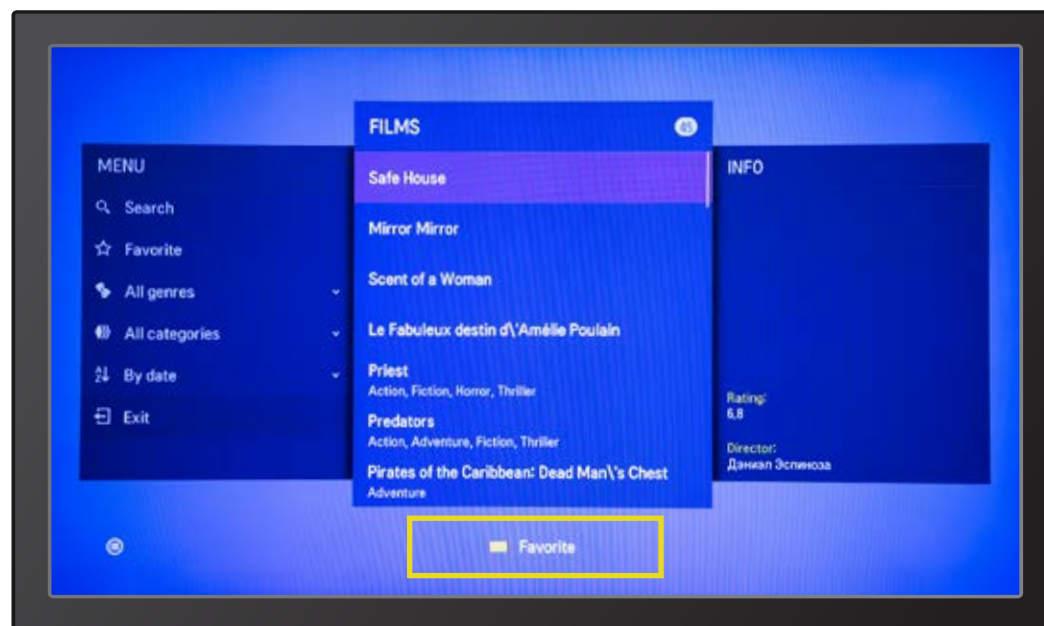 MENU
Search
Favorite
All genres
All categories
By date
Exit
FILMS 45
Safe House
Mirror Mirror
Scent of a Woman
Le Fabuleux destin d\'Amélie Poulain
Priest
Action, Fiction, Horror, Thriller
Predators
Action, Adventure, Fiction, Thriller
Pirates of the Caribbean: Dead Man\'s Chest
Adventure
INFO
Rating:
6,8
Director:
Дэниэл Эспиноза
Favorite